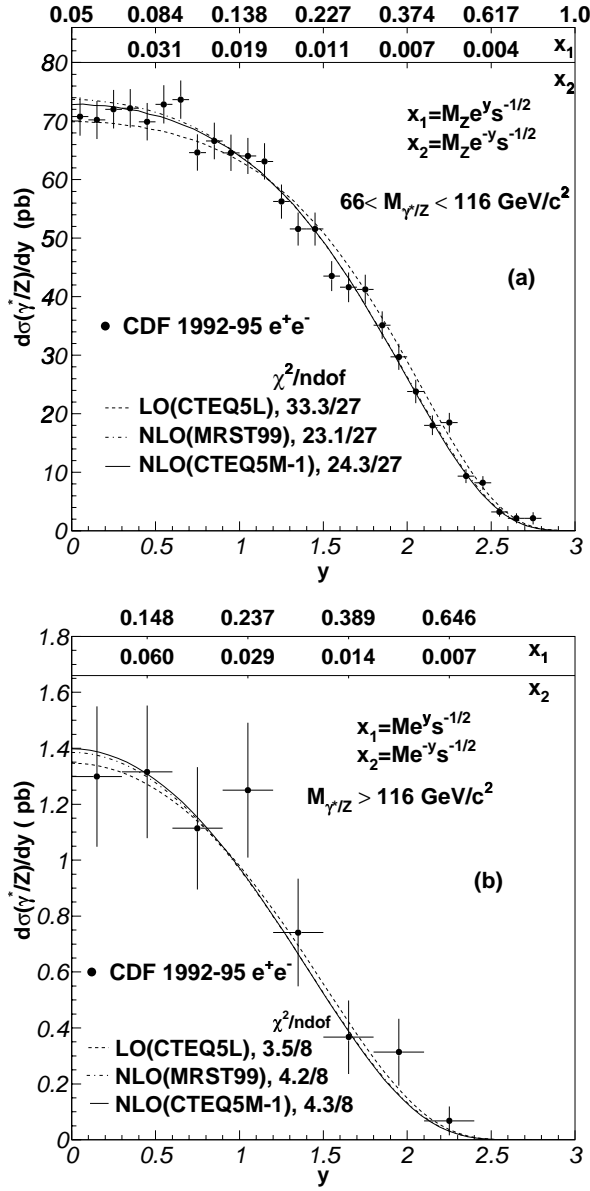 0.05 0.084 0.138 0.227 0.374 0.617 1.0
0.031 0.019 0.011 0.007 0.004 x₁
80 x₂
x₁=M_Z e^y s^-1/2
x₂=M_Z e^-y s^-1/2
70
66< M_γ*/Z < 116 GeV/c²
60
50
(a)
dσ(γ*/Z)/dy (pb)
40
● CDF 1992-95 e⁺e⁻
30
χ²/ndof
LO(CTEQ5L), 33.3/27
20
NLO(MRST99), 23.1/27
NLO(CTEQ5M-1), 24.3/27
10
0
0 0.5 1 1.5 2 2.5 3
y
0.148 0.237 0.389 0.646
1.8
0.060 0.029 0.014 0.007 x₁
x₂
1.6
x₁=Me^y s^-1/2
x₂=Me^-y s^-1/2
1.4
M_γ*/Z > 116 GeV/c²
1.2
1
(b)
dσ(γ*/Z)/dy ( pb)
0.8
● CDF 1992-95 e⁺e⁻
0.6
0.4
χ²/ndof
LO(CTEQ5L), 3.5/8
NLO(MRST99), 4.2/8
0.2
NLO(CTEQ5M-1), 4.3/8
0
0 0.5 1 1.5 2 2.5 3
y